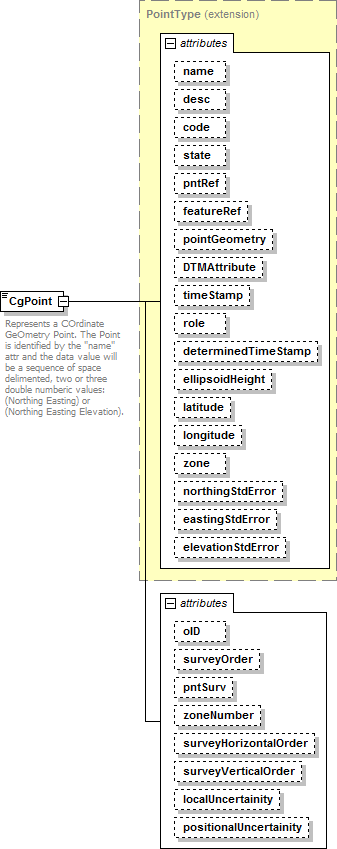 PointType (extension)
attributes
name
desc
code
state
pntRef
featureRef
pointGeometry
DTMAttribute
timeStamp
role
determinedTimeStamp
ellipsoidHeight
latitude
longitude
zone
northingStdError
eastingStdError
elevationStdError
CgPoint
Represents a COrdinate
GeOmetry Point. The Point
is identified by the "name"
attr and the data value will
be a sequence of space
delimented, two or three
double numberic values:
(Northing Easting) or
(Northing Easting Elevation).
attributes
oID
surveyOrder
pntSurv
zoneNumber
surveyHorizontalOrder
surveyVerticalOrder
localUncertainity
positionalUncertainity